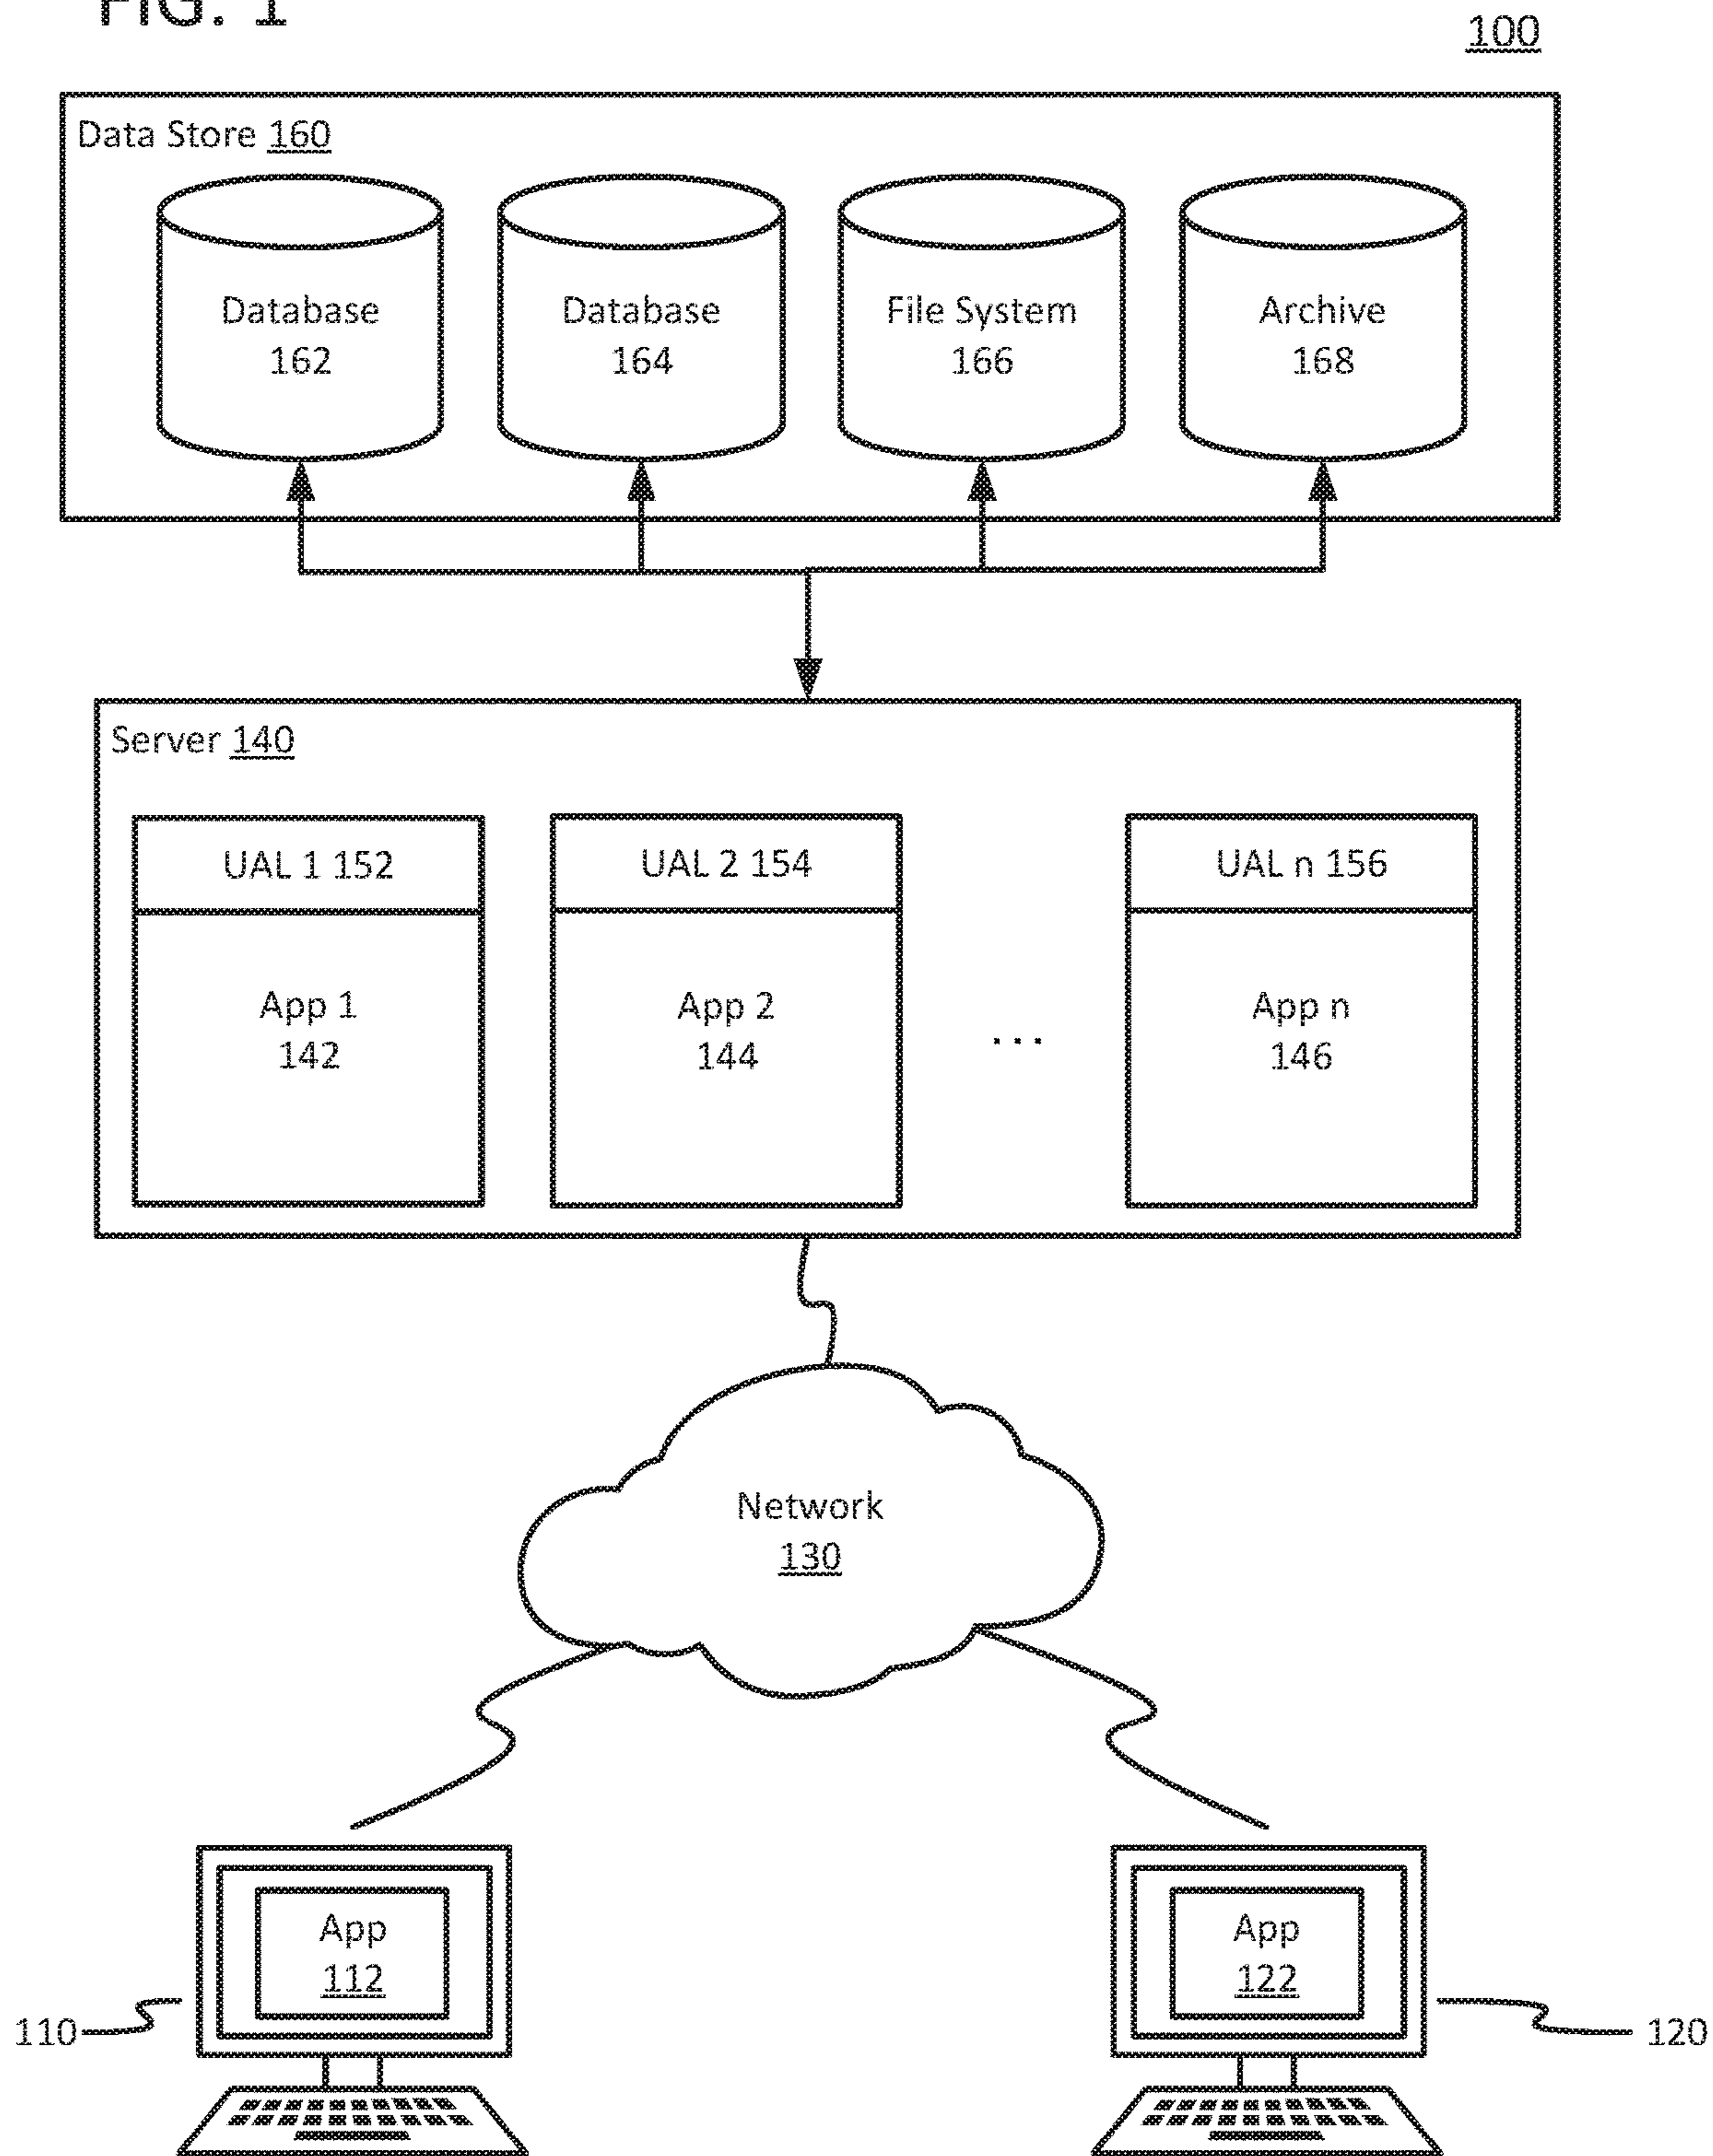 FIG. 1
100
Data Store 160
Database
162
Database
164
File System
166
Archive
168
Server 140
UAL 1 152
UAL 2 154
UAL n 156
App 1
142
App 2
144
...
App n
146
Network
130
App
112
App
122
110
120